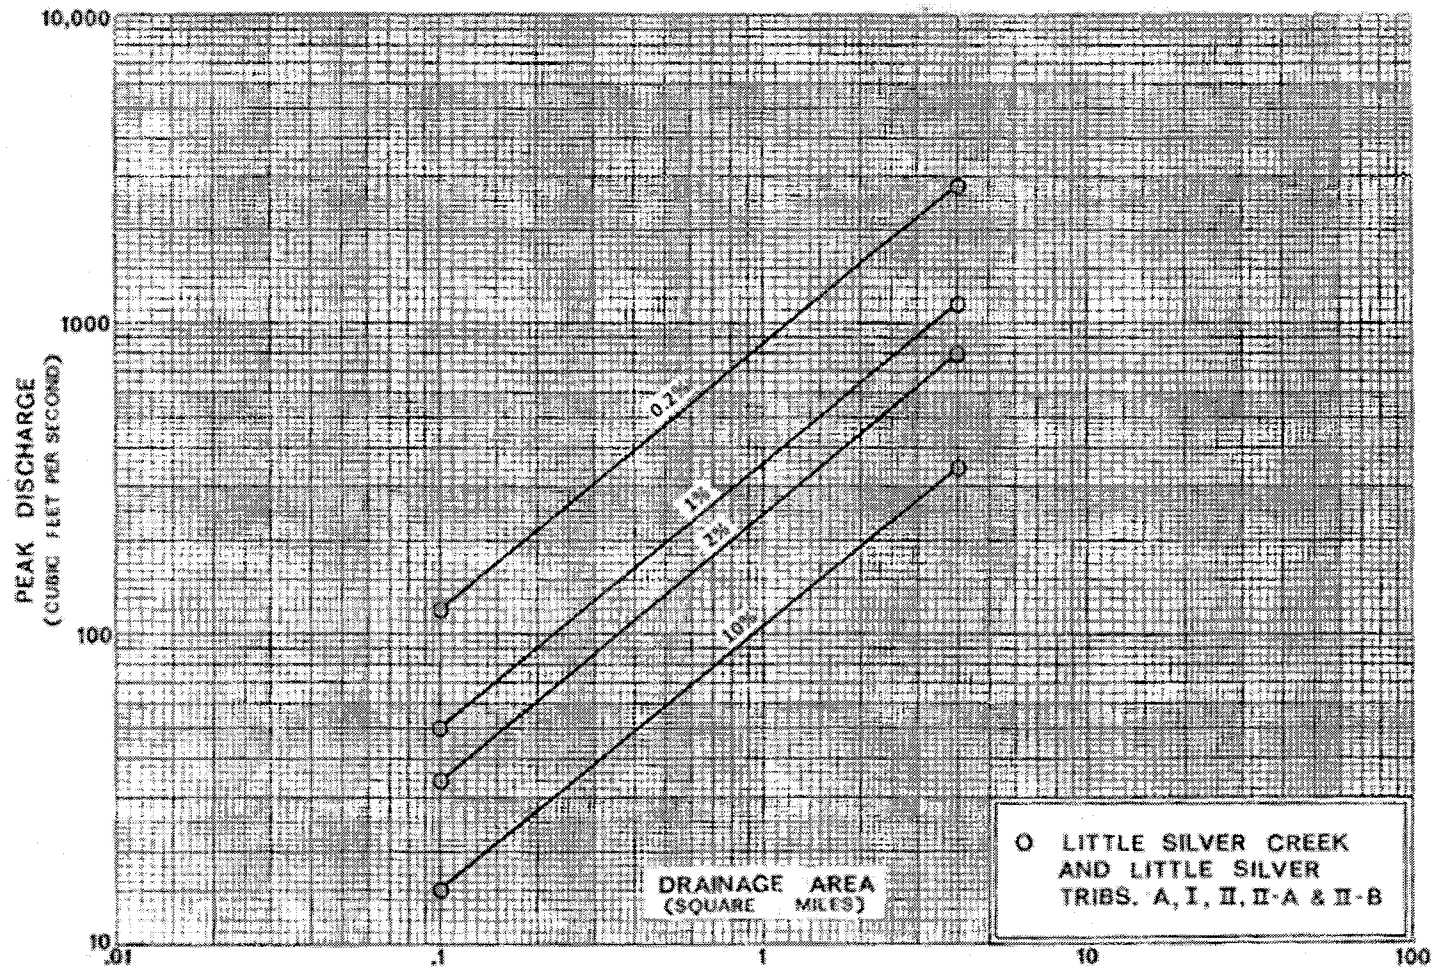 10,000
1000
100
10
PEAK DISCHARGE
(CUBIC FLET PER SECOND)
0.2%
1%
2%
10%
DRAINAGE AREA
(SQUARE MILES)
O LITTLE SILVER CREEK
AND LITTLE SILVER
TRIBS. A, I, II, II-A & II-B
.01 .1 1 10 100